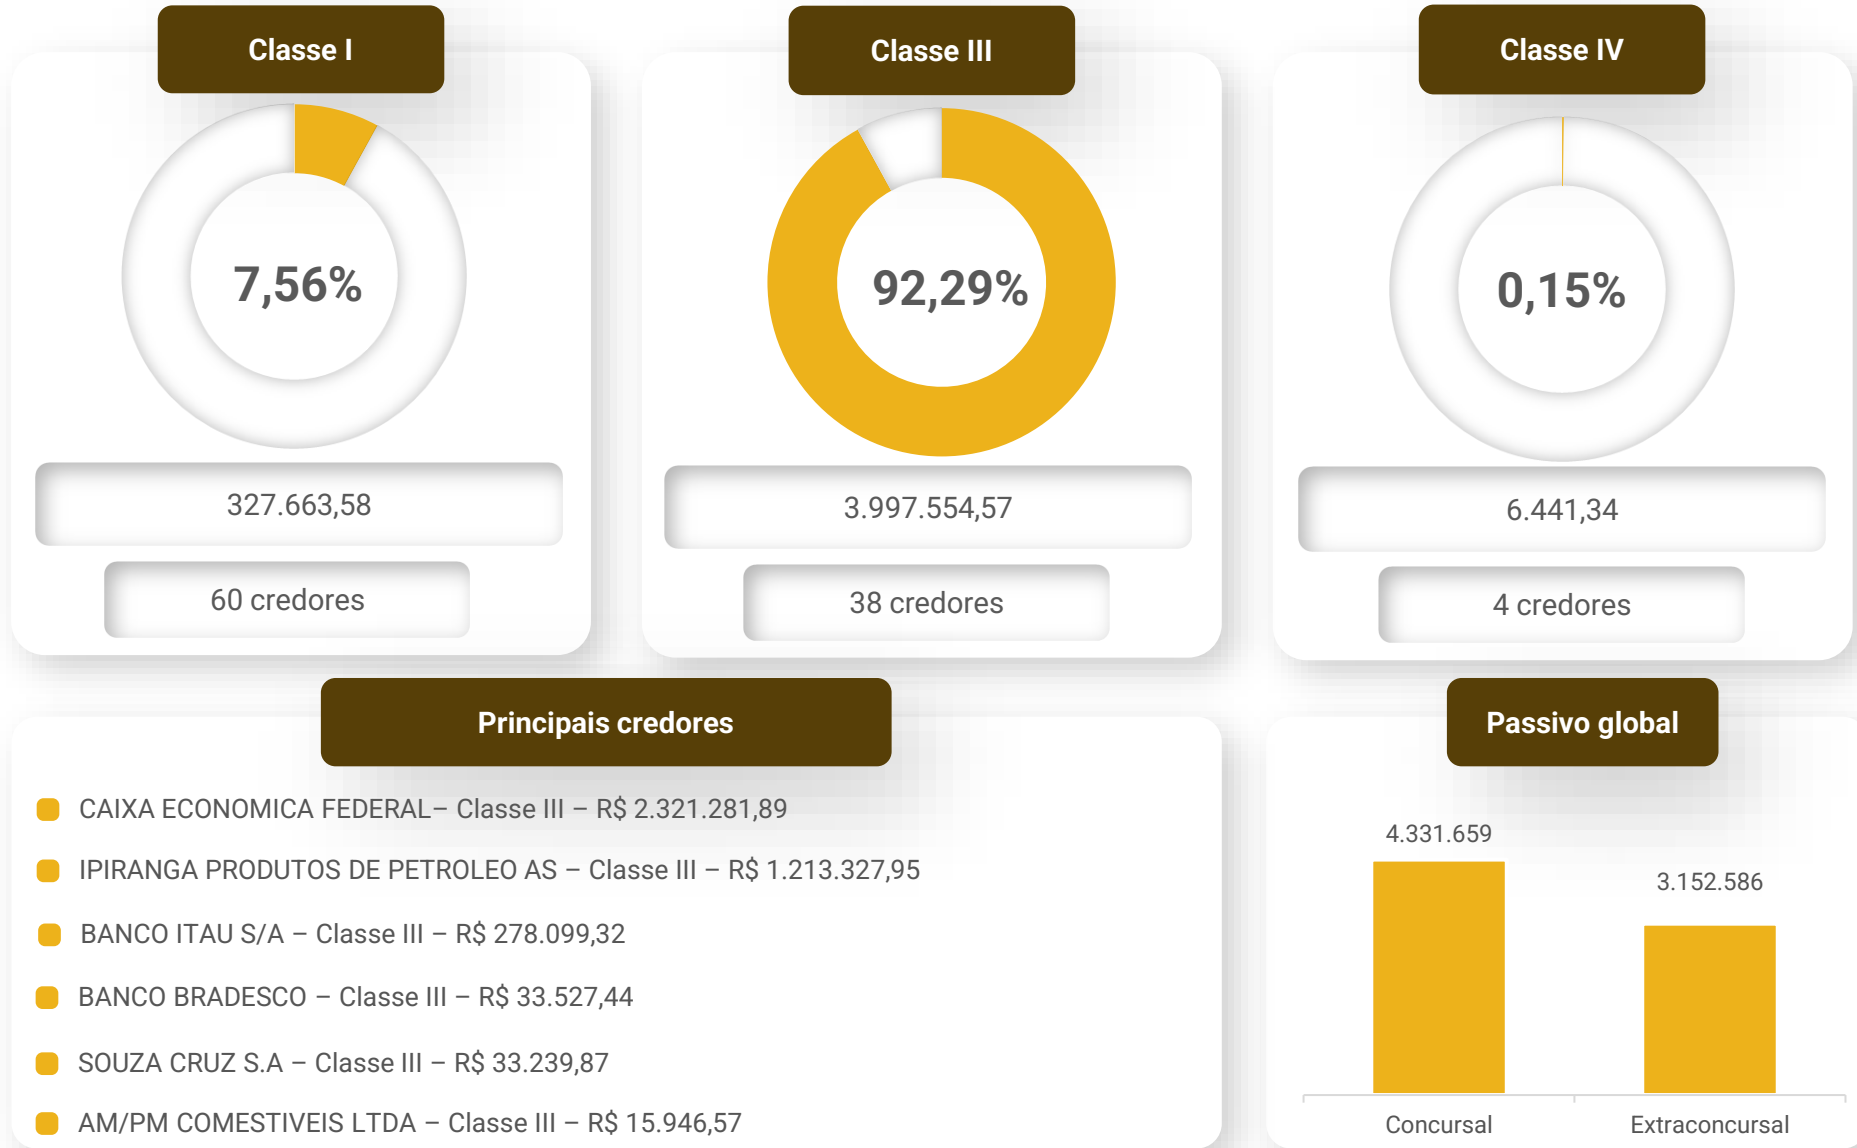 Classe I
7,56%
327.663,58
60 credores
Classe III
92,29%
3.997.554,57
38 credores
Classe IV
0,15%
6.441,34
4 credores
Principais credores
CAIXA ECONOMICA FEDERAL– Classe III – R$ 2.321.281,89
IPIRANGA PRODUTOS DE PETROLEO AS – Classe III – R$ 1.213.327,95
BANCO ITAU S/A – Classe III – R$ 278.099,32
BANCO BRADESCO – Classe III – R$ 33.527,44
SOUZA CRUZ S.A – Classe III – R$ 33.239,87
AM/PM COMESTIVEIS LTDA – Classe III – R$ 15.946,57
Passivo global
4.331.659
3.152.586
Concursal
Extraconcursal